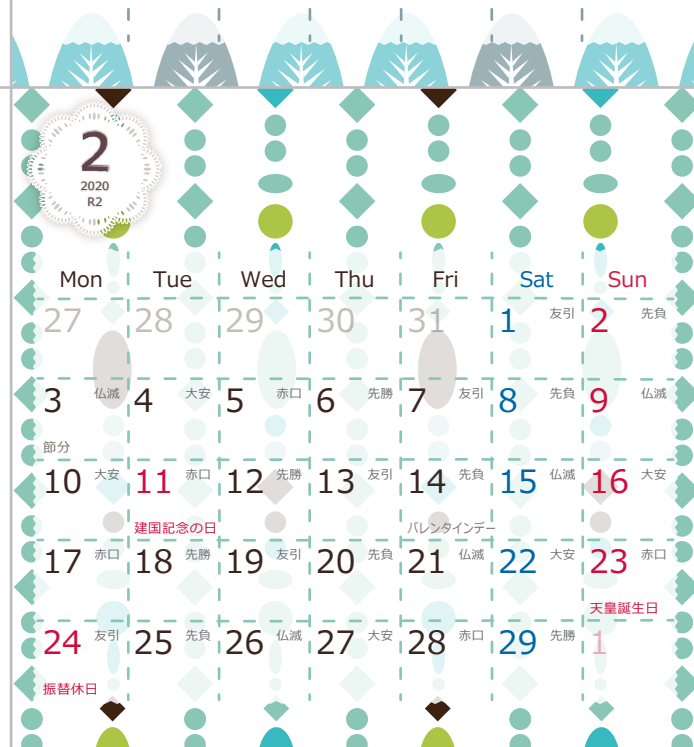 2
2020
R2
Mon Tue Wed Thu Fri Sat Sun
27 28 29 30 31 1 友引 2 先負
3 仏滅 4 大安 5 赤口 6 先勝 7 友引 8 先負 9 仏滅
節分
10 大安 11 赤口 12 先勝 13 友引 14 先負 15 仏滅 16 大安
建国記念の日 バレンタインデー
17 赤口 18 先勝 19 友引 20 先負 21 仏滅 22 大安 23 赤口
天皇誕生日
24 友引 25 先負 26 仏滅 27 大安 28 赤口 29 先勝 1
振替休日